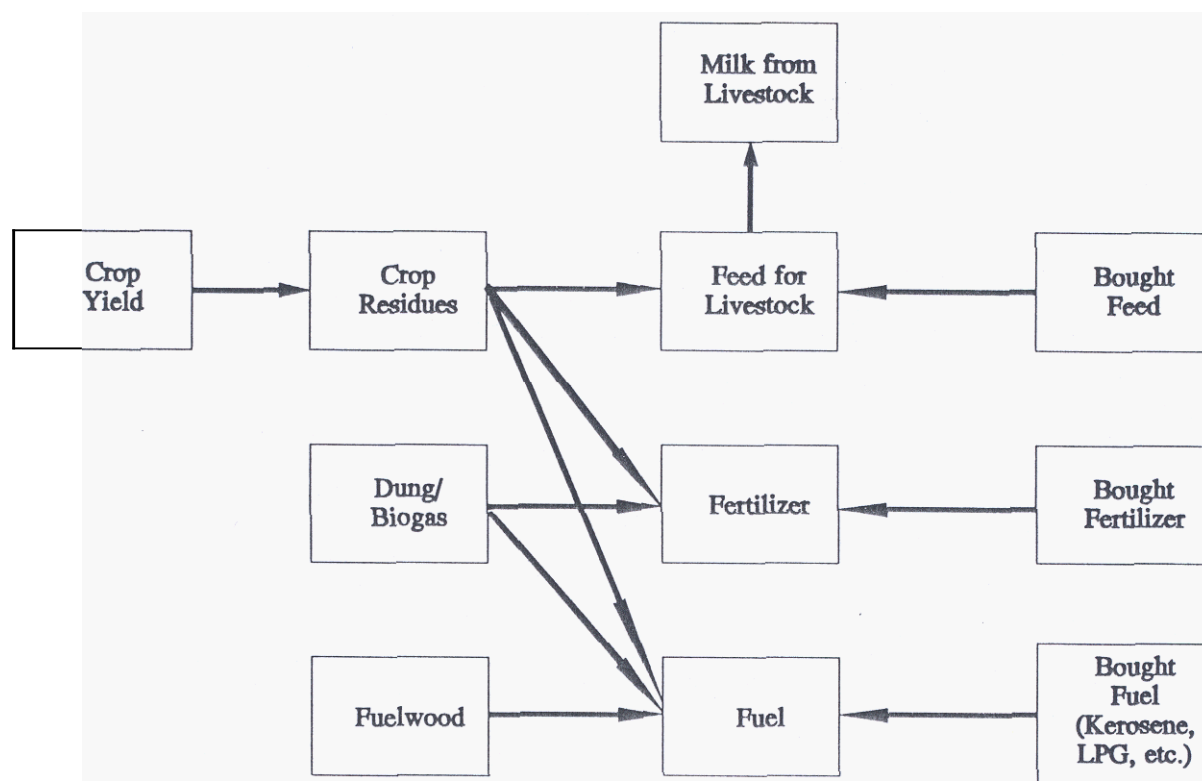 Milk from
Livestock
Crop
Yield
Crop
Residues
Feed for
Livestock
Bought
Feed
Dung/
Biogas
Fertilizer
Bought
Fertilizer
Fuelwood
Fuel
Bought
Fuel
(Kerosene,
LPG, etc.)